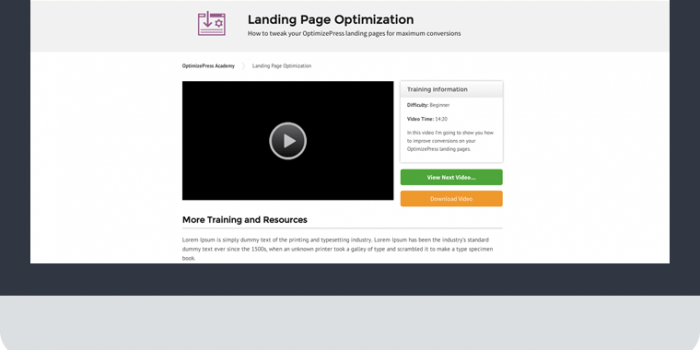 Landing Page Optimization
How to tweak your OptimizePress landing pages for maximum conversions
OptimizePress Academy
Landing Page Optimization
Training Information
Difficulty: Beginner
Video Time: 14:20
In this video I'm going to show you how
to improve conversions on your
OptimizePress landing pages.
View Next Video...
Download Video
More Training and Resources
Lorem Ipsum is simply dummy text of the printing and typesetting industry. Lorem Ipsum has been the industry's standard
dummy text ever since the 1500s, when an unknown printer took a galley of type and scrambled it to make a type specimen
book.